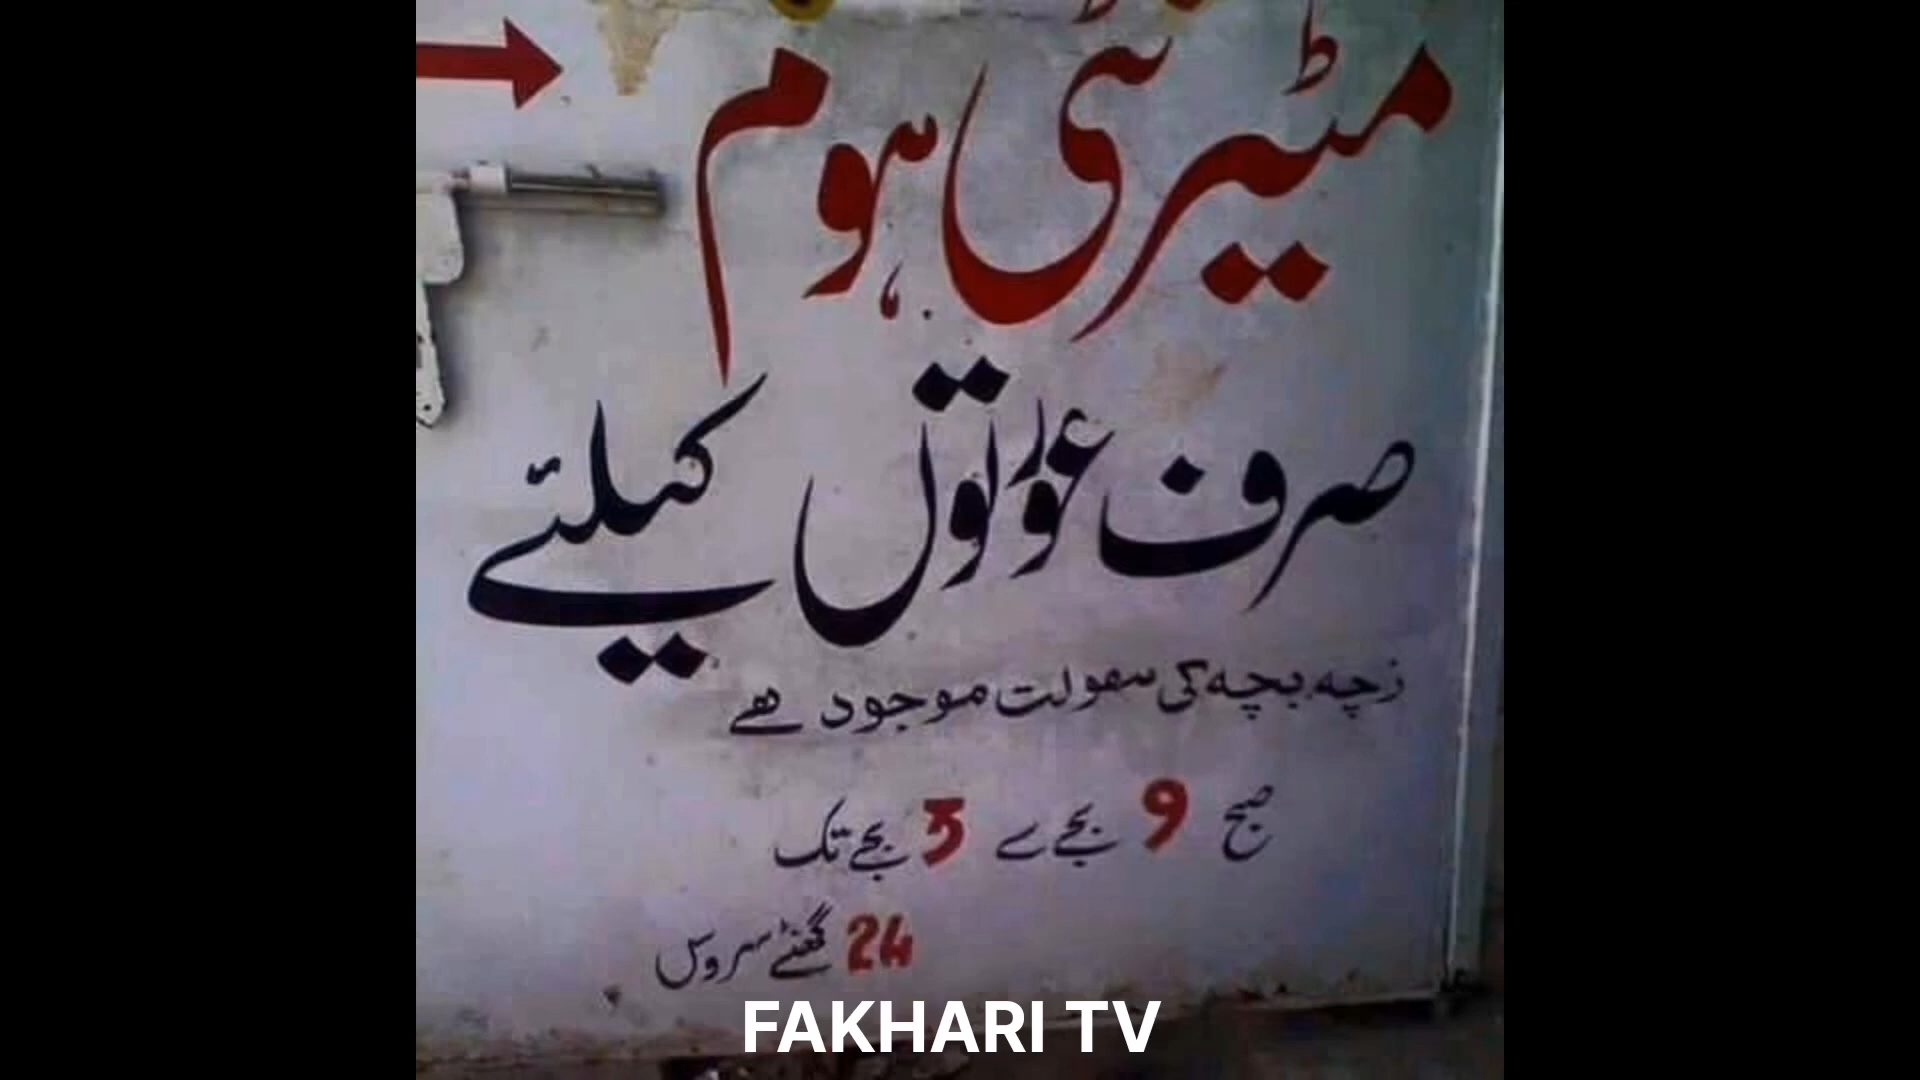 میٹرنٹی ہوم
صرف عورتوں کیلئے
زچہ بچہ کی سہولت موجود ھے
صبح 9 بجے سے 3 بجے تک
24 گھنٹے سروس
FAKHARI TV